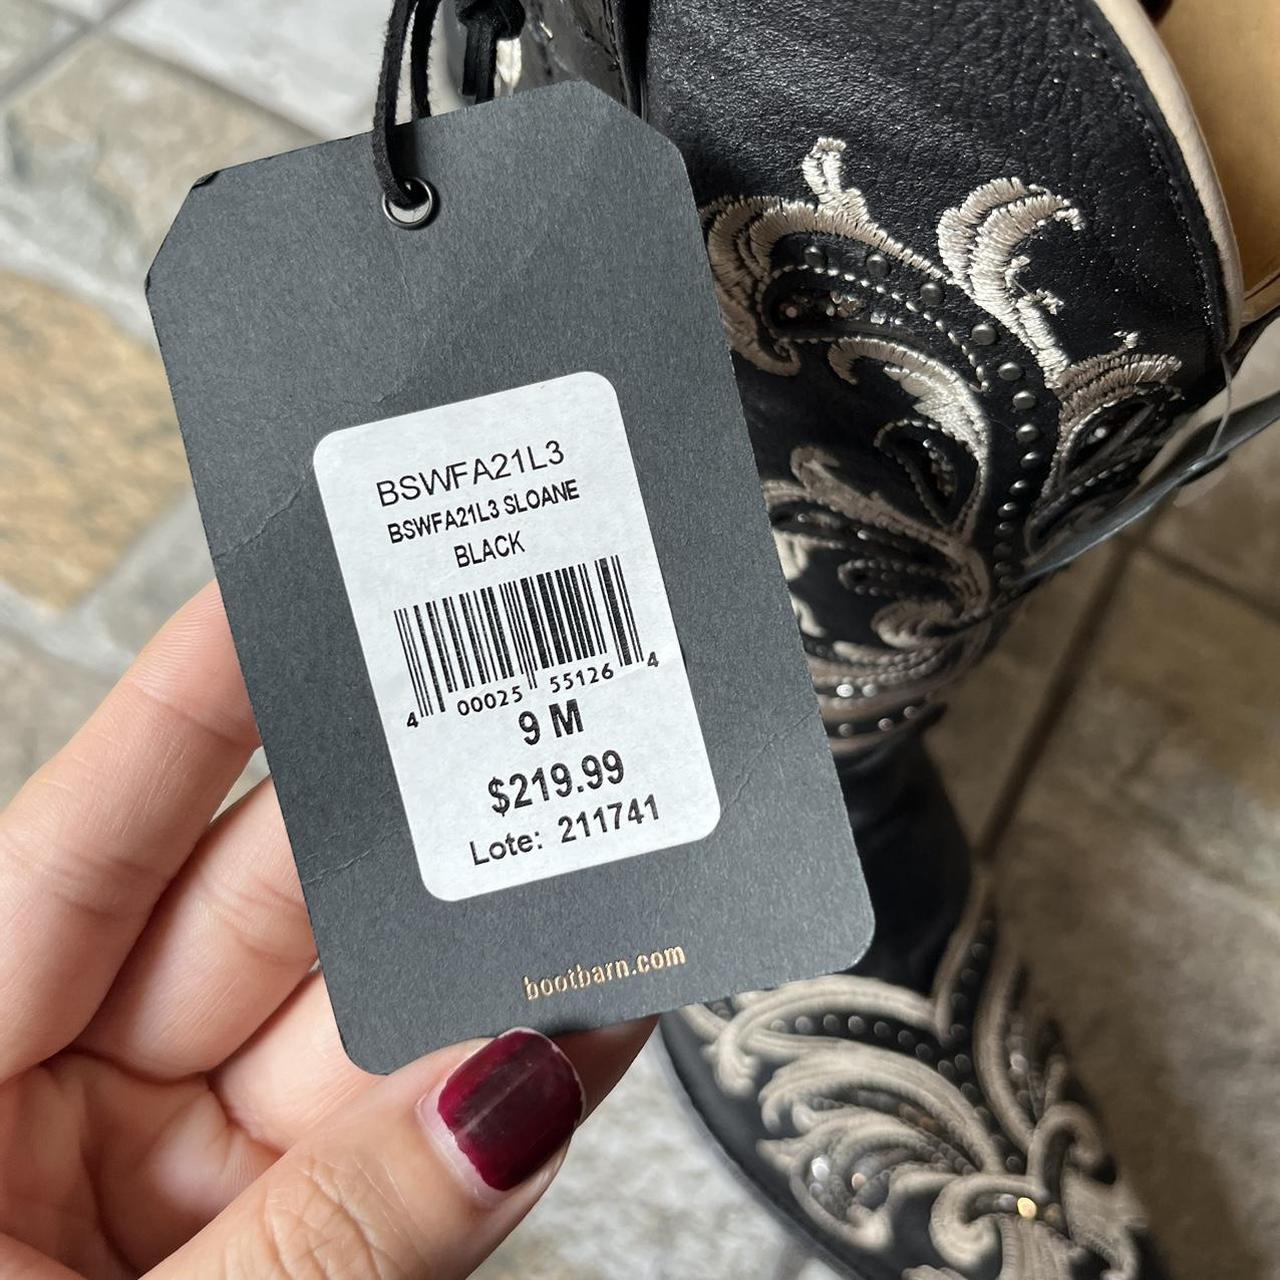 BSWFA21L3
BSWFA21L3 SLOANE
BLACK
4 00025 55126 4
9 M
$219.99
Lote: 211741
bootbarn.com